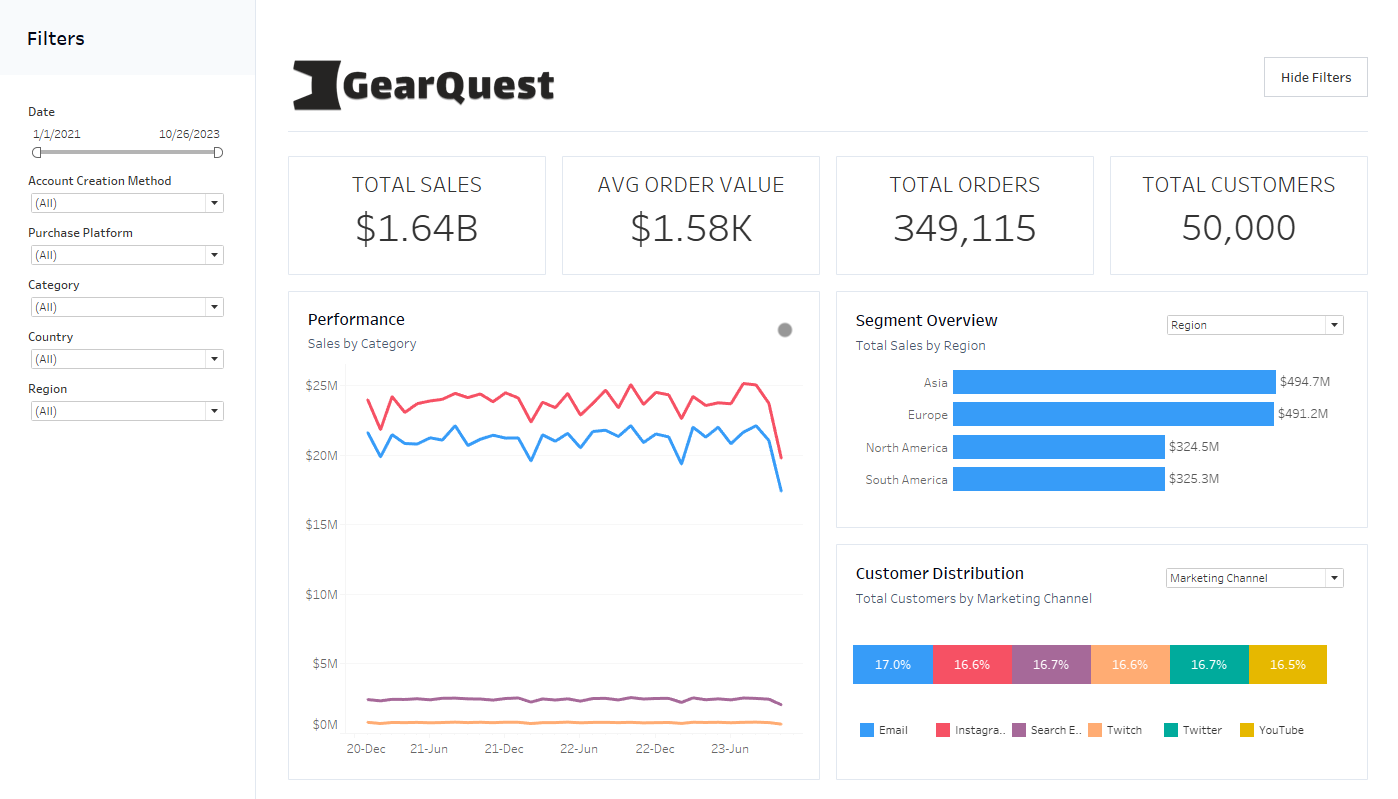 Filters
Date
1/1/2021 10/26/2023
Account Creation Method
(All)
Purchase Platform
(All)
Category
(All)
Country
(All)
Region
(All)
GearQuest
Hide Filters
TOTAL SALES
$1.64B
AVG ORDER VALUE
$1.58K
TOTAL ORDERS
349,115
TOTAL CUSTOMERS
50,000
Performance
Sales by Category
$25M
$20M
$15M
$10M
$5M
$0M
20-Dec 21-Jun 21-Dec 22-Jun 22-Dec 23-Jun
Segment Overview
Region
Total Sales by Region
Asia $494.7M
Europe $491.2M
North America $324.5M
South America $325.3M
Customer Distribution
Marketing Channel
Total Customers by Marketing Channel
17.0% 16.6% 16.7% 16.6% 16.7% 16.5%
Email Instagra.. Search E.. Twitch Twitter YouTube